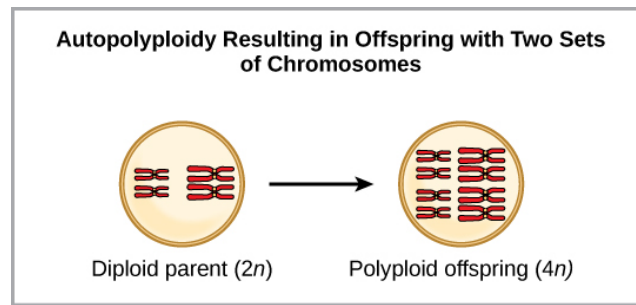 Autopolyploidy Resulting in Offspring with Two Sets
of Chromosomes
Diploid parent (2n)
Polyploid offspring (4n)